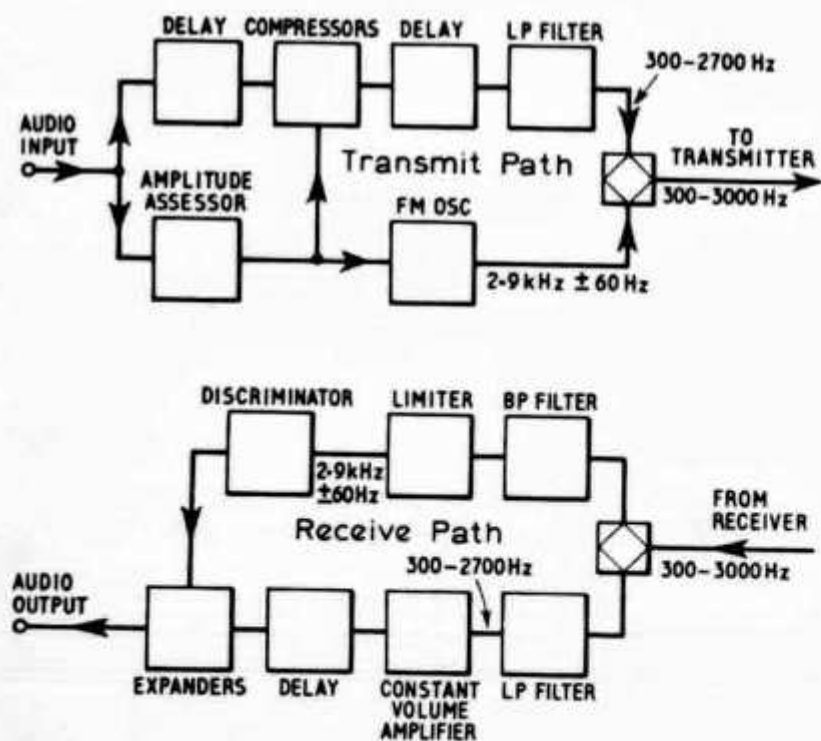 DELAY COMPRESSORS DELAY LP FILTER
300-2700 Hz
AUDIO
INPUT
TO
TRANSMITTER
Transmit Path
300-3000 Hz
AMPLITUDE
ASSESSOR
FM OSC
2·9kHz ±60Hz
DISCRIMINATOR LIMITER BP FILTER
2·9kHz
±60Hz
FROM
RECEIVER
Receive Path
300-3000Hz
300-2700Hz
AUDIO
OUTPUT
EXPANDERS DELAY CONSTANT
VOLUME
AMPLIFIER
LP FILTER